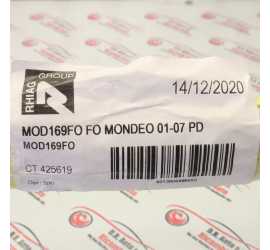 RHIAG
GROUP
14/12/2020
MOD169FO FO MONDEO 01-07 PD
MOD169FO
CT 425619